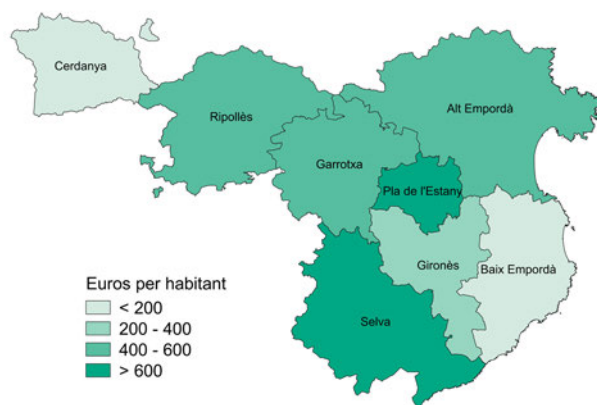 Cerdanya
Ripollès
Alt Empordà
Garrotxa
Pla de l'Estany
Gironès
Baix Empordà
Selva
Euros per habitant
< 200
200 - 400
400 - 600
> 600